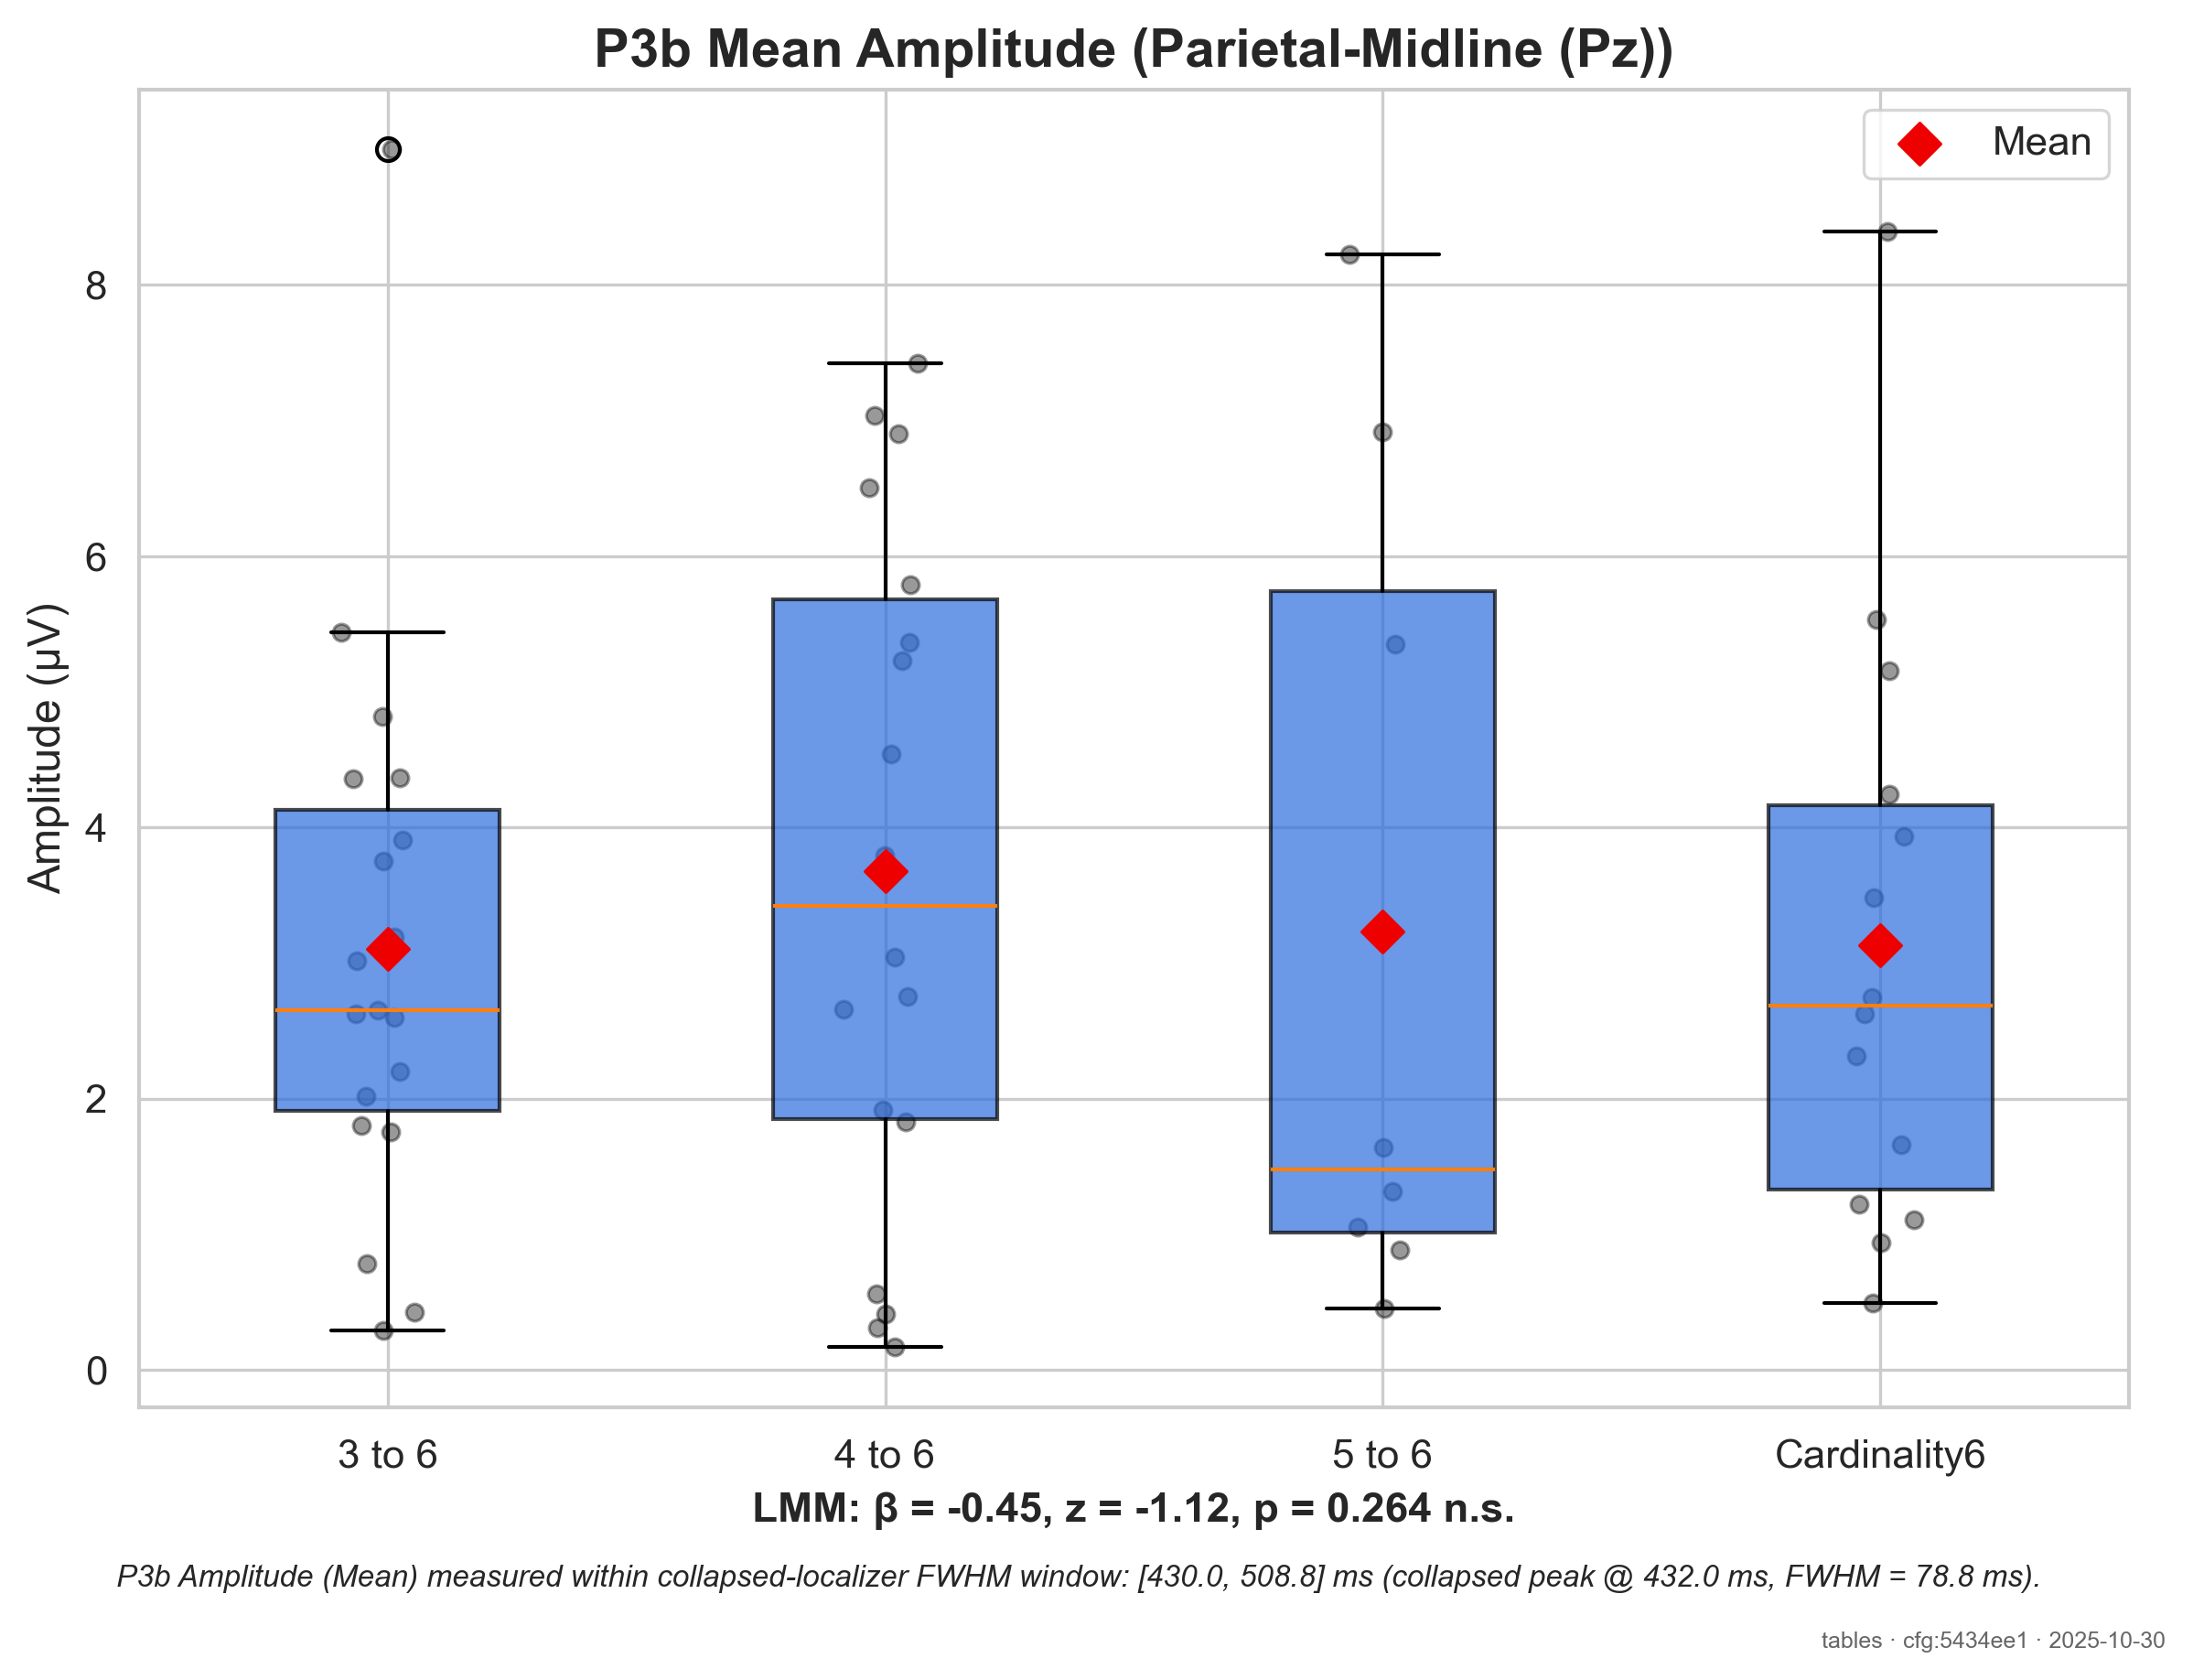 P3b Mean Amplitude (Parietal-Midline (Pz))
Mean
Amplitude (µV)
8
6
4
2
0
3 to 6 4 to 6 5 to 6 Cardinality6
LMM: β = -0.45, z = -1.12, p = 0.264 n.s.
P3b Amplitude (Mean) measured within collapsed-localizer FWHM window: [430.0, 508.8] ms (collapsed peak @ 432.0 ms, FWHM = 78.8 ms).
tables · cfg:5434ee1 · 2025-10-30